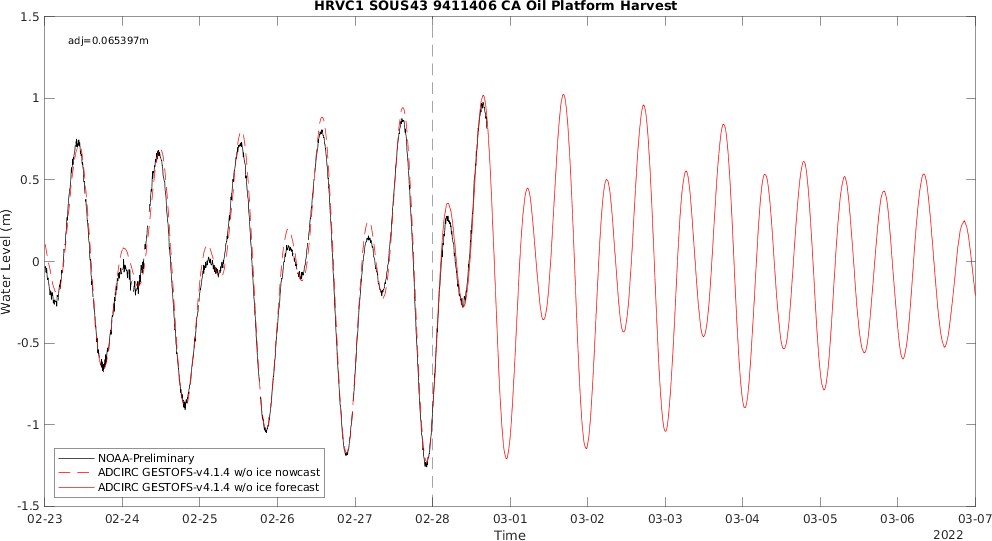 HRVC1 SOUS43 9411406 CA Oil Platform Harvest
adj=0.065397m
1.5
1
0.5
0
-0.5
-1
-1.5
Water Level (m)
NOAA-Preliminary
ADCIRC GESTOFS-v4.1.4 w/o ice nowcast
ADCIRC GESTOFS-v4.1.4 w/o ice forecast
02-23 02-24 02-25 02-26 02-27 02-28 03-01 03-02 03-03 03-04 03-05 03-06 03-07
Time
2022